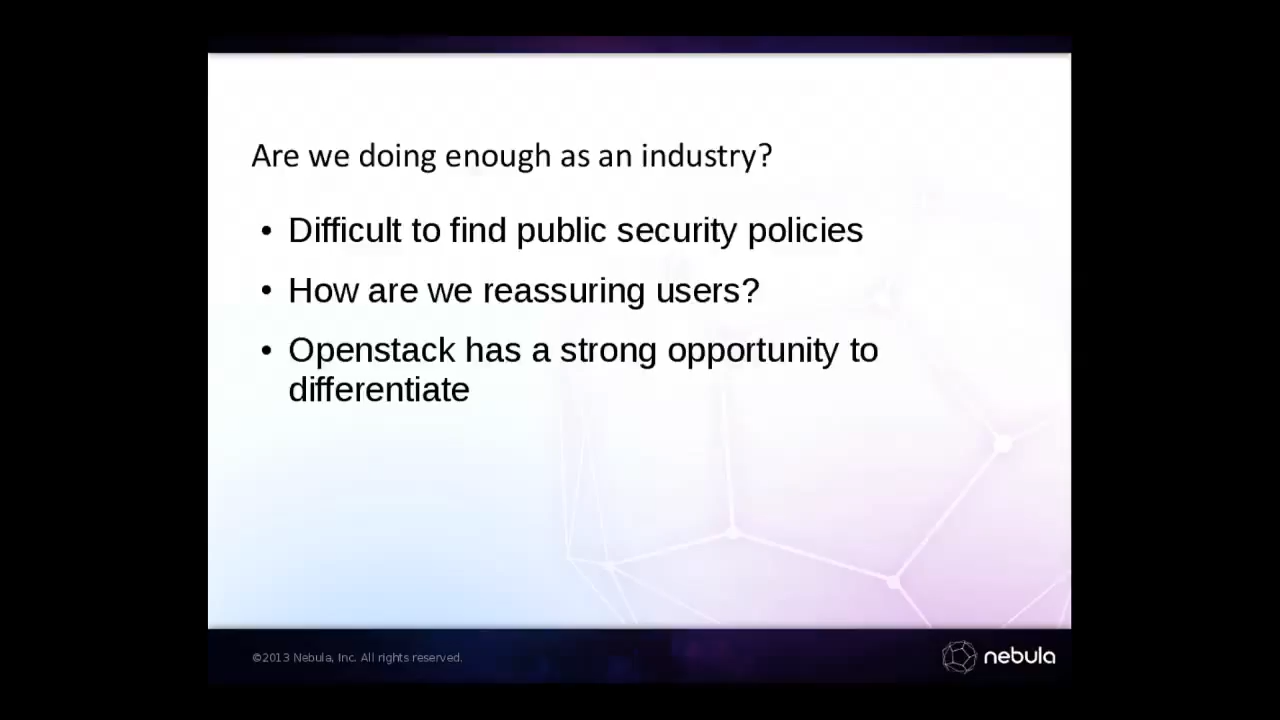 Are we doing enough as an industry?
• Difficult to find public security policies
• How are we reassuring users?
• Openstack has a strong opportunity to
differentiate
©2013 Nebula, Inc. All rights reserved.
nebula